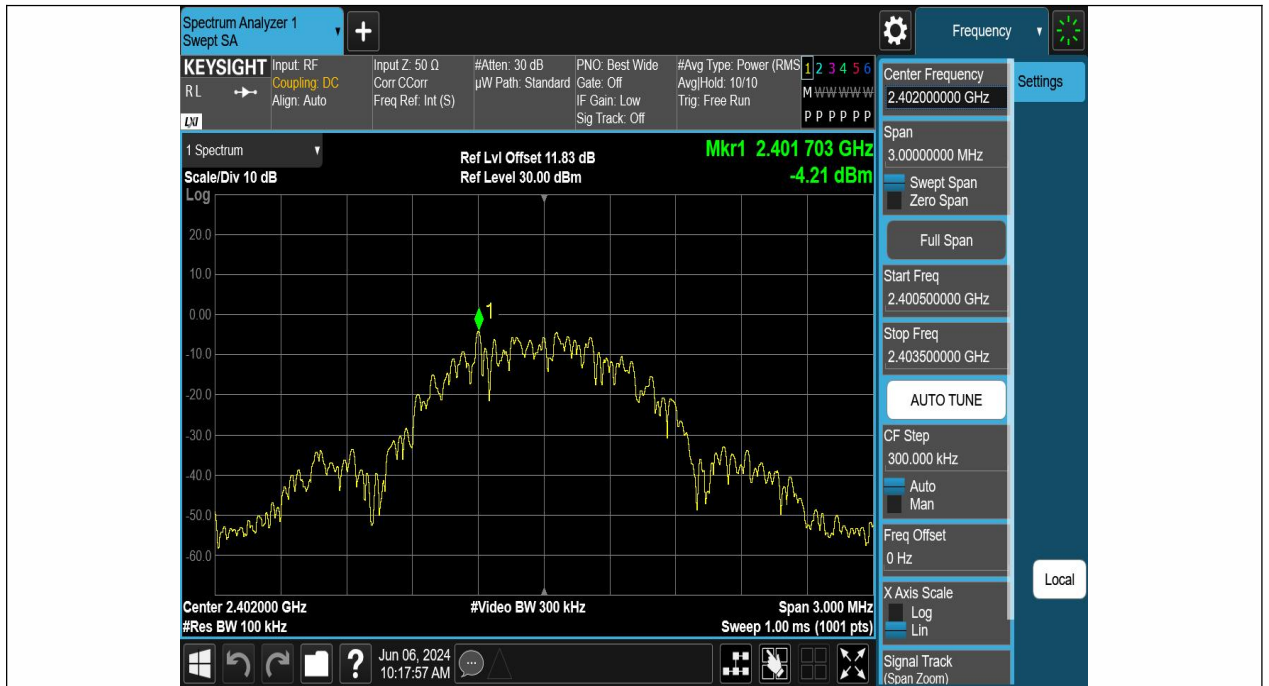 Spectrum Analyzer 1
Swept SA
+
Frequency
KEYSIGHT
R L
LXI
Input: RF
Coupling: DC
Align: Auto
Input Z: 50 Ω
Corr CCorr
Freq Ref: Int (S)
#Atten: 30 dB
µW Path: Standard
PNO: Best Wide
Gate: Off
IF Gain: Low
Sig Track: Off
#Avg Type: Power (RMS
Avg|Hold: 10/10
Trig: Free Run
1 2 3 4 5 6
M W W W W W
P P P P P P
1 Spectrum
Scale/Div 10 dB
Log
Ref Lvl Offset 11.83 dB
Ref Level 30.00 dBm
Mkr1 2.401 703 GHz
-4.21 dBm
20.0
10.0
0.00
-10.0
-20.0
-30.0
-40.0
-50.0
-60.0
1
Center 2.402000 GHz
#Res BW 100 kHz
#Video BW 300 kHz
Span 3.000 MHz
Sweep 1.00 ms (1001 pts)
?
Jun 06, 2024
10:17:57 AM
Center Frequency
2.402000000 GHz
Settings
Span
3.00000000 MHz
Swept Span
Zero Span
Full Span
Start Freq
2.400500000 GHz
Stop Freq
2.403500000 GHz
AUTO TUNE
CF Step
300.000 kHz
Auto
Man
Freq Offset
0 Hz
X Axis Scale
Log
Lin
Signal Track
(Span Zoom)
Local